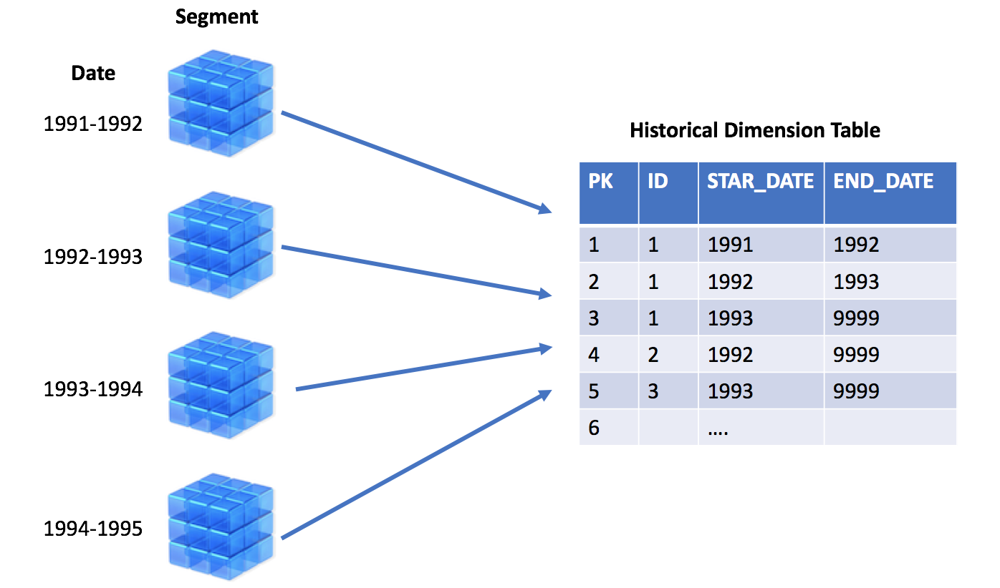 Segment
Date
1991-1992
1992-1993
1993-1994
1994-1995
Historical Dimension Table
PK ID STAR_DATE END_DATE
1 1 1991 1992
2 1 1992 1993
3 1 1993 9999
4 2 1992 9999
5 3 1993 9999
6 ....